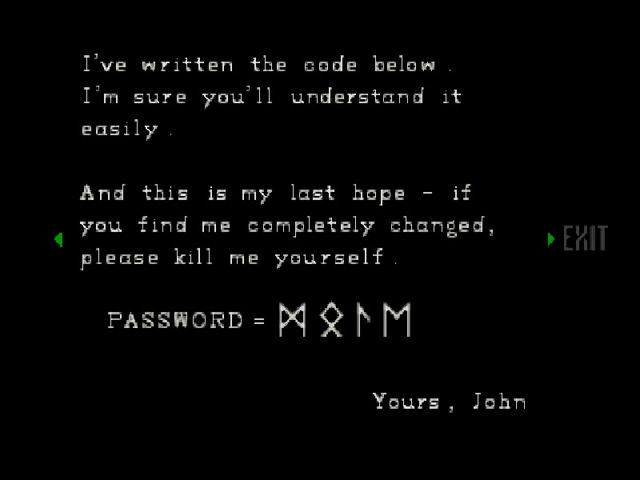 I've written the code below.
I'm sure you'll understand it
easily.
And this is my last hope - if
you find me completely changed,
please kill me yourself.
PASSWORD = ᛗᛟᛚᛖ
Yours, John
EXIT